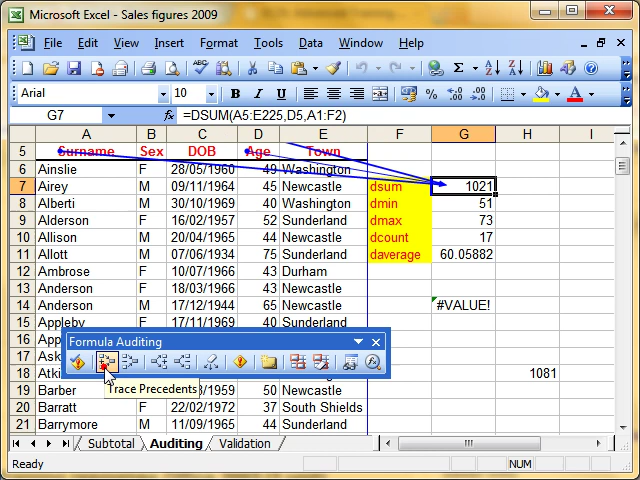 Microsoft Excel - Sales figures 2009
File Edit View Insert Format Tools Data Window Help
Arial 10 B I U
G7 =DSUM(A5:E225,D5,A1:F2)
A B C D E F G H I
5 Surname Sex DOB Age Town
6 Ainslie F 28/05/1960 49 Washington
7 Airey M 09/11/1964 45 Newcastle dsum 1021
8 Alberti M 30/10/1969 40 Washington dmin 51
9 Alderson F 16/02/1957 52 Sunderland dmax 73
10 Allison M 20/04/1965 44 Newcastle dcount 17
11 Allott M 07/06/1934 75 Sunderland daverage 60.05882
12 Ambrose F 10/07/1966 43 Durham
13 Anderson F 18/03/1966 43 Newcastle
14 Anderson M 17/12/1944 65 Newcastle #VALUE!
15 Appleby F 17/11/1969 40 Sunderland
Formula Auditing
16 App
17 Ask
18 Atki 1081
Trace Precedents
19 Barber 1959 50 Newcastle
20 Barratt F 22/02/1972 37 South Shields
21 Barrymore M 11/09/1965 44 Sunderland
Subtotal Auditing Validation
Ready NUM